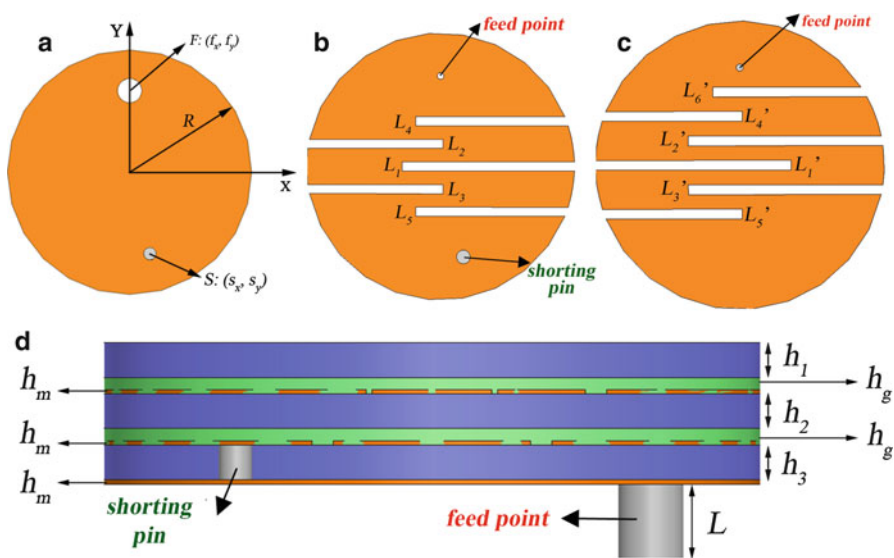 a
Y
F: (fx, fy)
R
X
S: (sx, sy)
b
feed point
L4
L2
L1
L3
L5
shorting
pin
c
feed point
L6'
L4'
L2'
L1'
L3'
L5'
d
hm
h1
hg
hm
h2
hg
hm
h3
shorting
pin
feed point
L